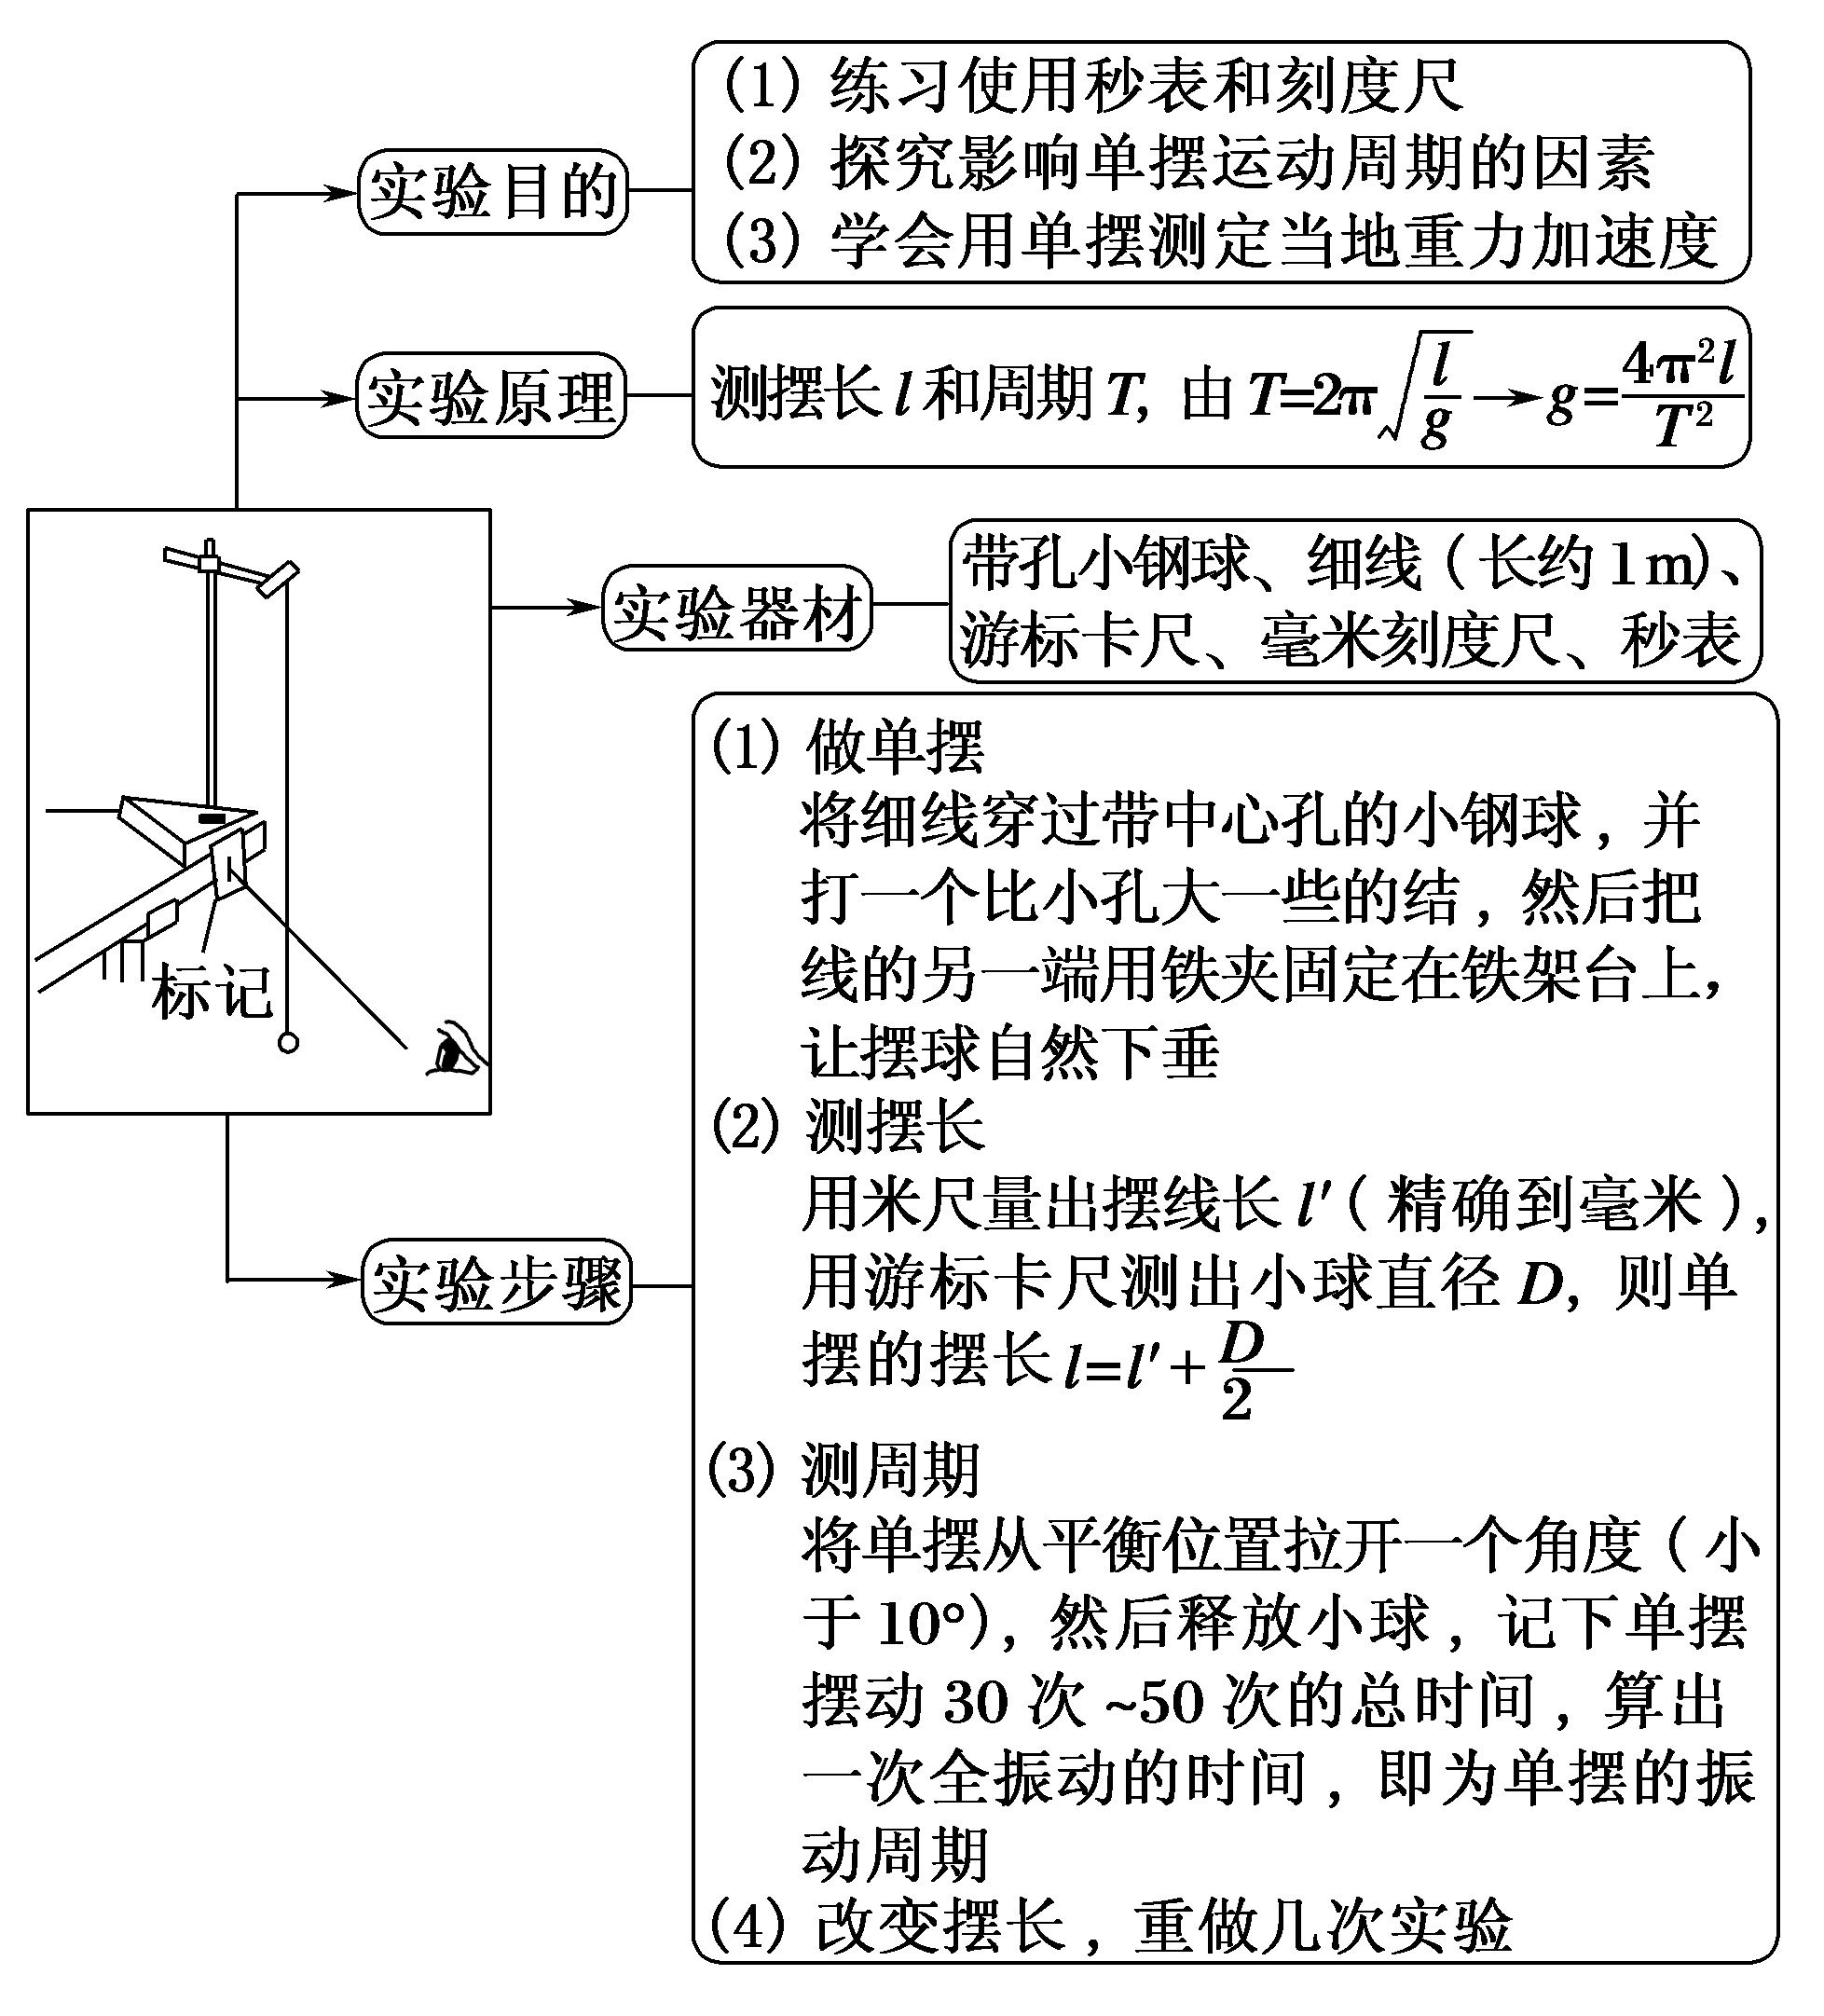 实验目的
(1) 练习使用秒表和刻度尺
(2) 探究影响单摆运动周期的因素
(3) 学会用单摆测定当地重力加速度
实验原理
测摆长 l 和周期 T, 由 T=2π√(l/g) → g=4π²l/T²
实验器材
带孔小钢球、细线(长约1 m)、
游标卡尺、毫米刻度尺、秒表
标记
实验步骤
(1) 做单摆
将细线穿过带中心孔的小钢球, 并
打一个比小孔大一些的结, 然后把
线的另一端用铁夹固定在铁架台上,
让摆球自然下垂
(2) 测摆长
用米尺量出摆线长 l′(精确到毫米),
用游标卡尺测出小球直径 D, 则单
摆的摆长 l=l′+D/2
(3) 测周期
将单摆从平衡位置拉开一个角度(小
于10°), 然后释放小球, 记下单摆
摆动 30 次 ~50 次的总时间, 算出
一次全振动的时间, 即为单摆的振
动周期
(4) 改变摆长, 重做几次实验